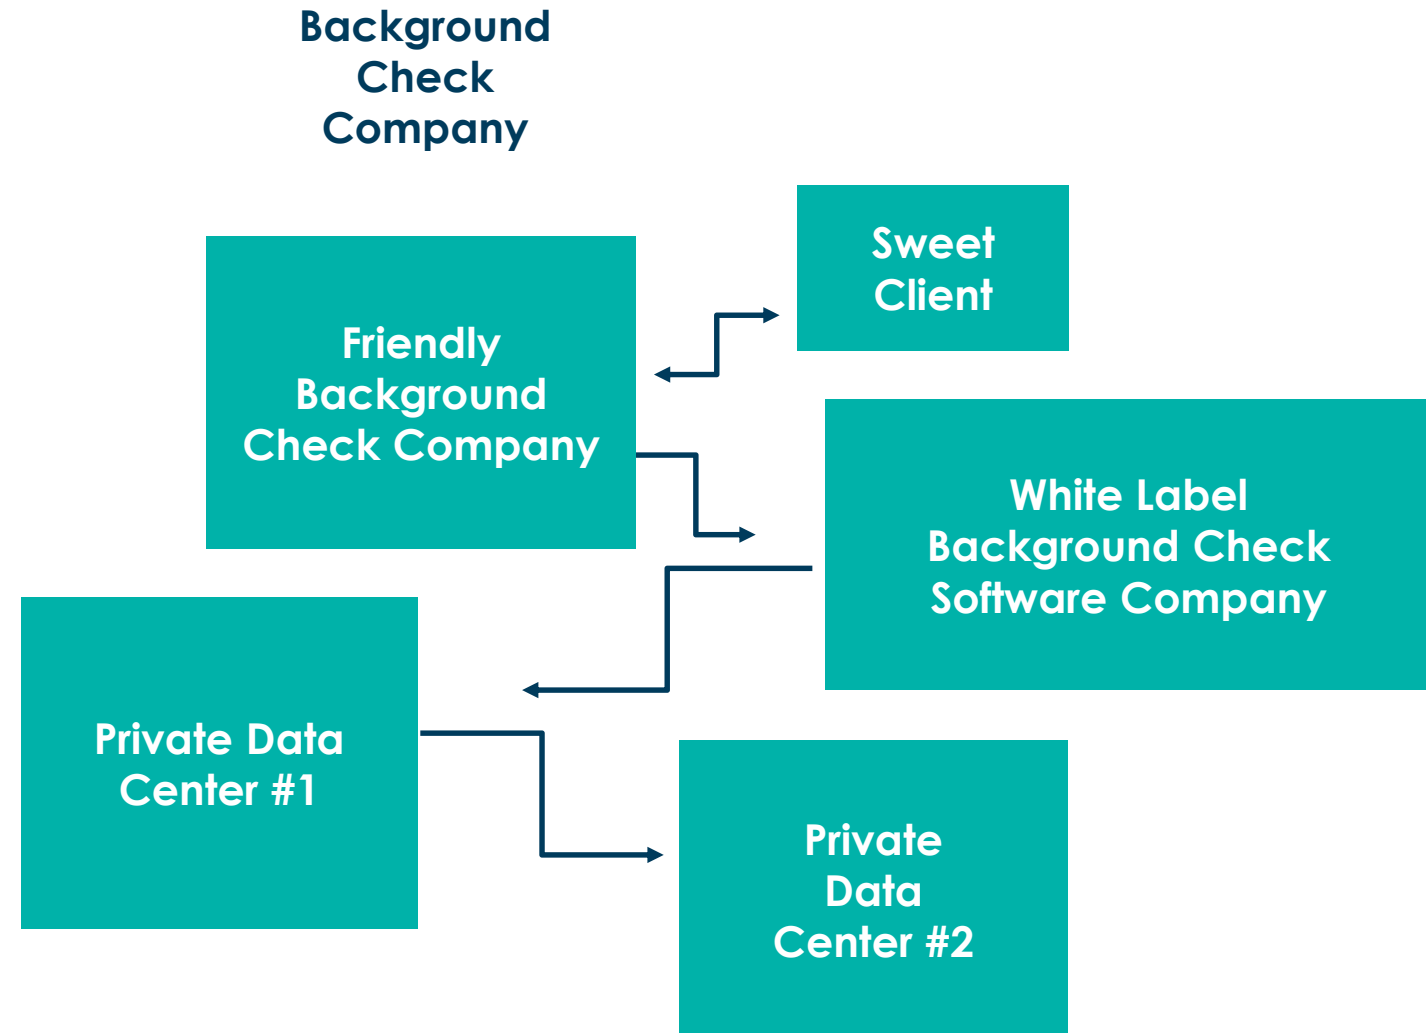 Background
Check
Company
Sweet
Client
Friendly
Background
Check Company
White Label
Background Check
Software Company
Private Data
Center #1
Private
Data
Center #2